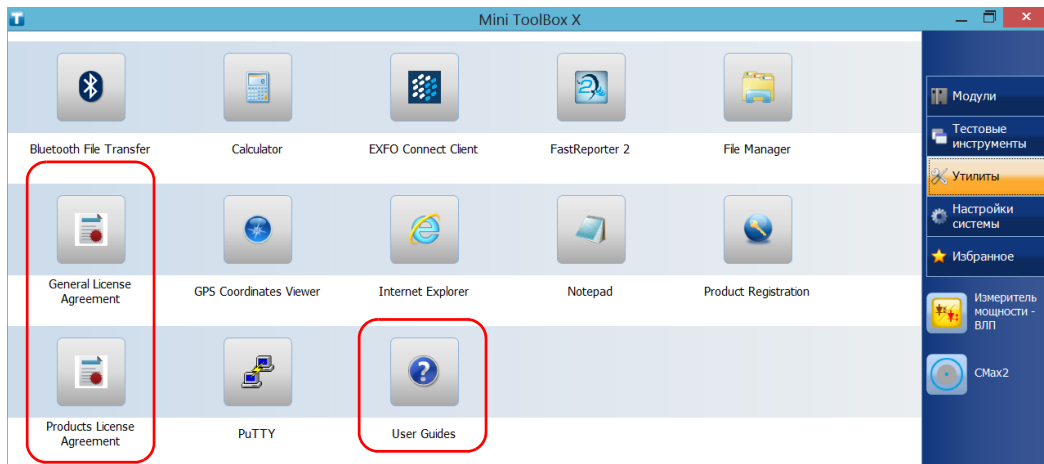 Mini ToolBox X
Bluetooth File Transfer
Calculator
EXFO Connect Client
FastReporter 2
File Manager
General License
Agreement
GPS Coordinates Viewer
Internet Explorer
Notepad
Product Registration
Products License
Agreement
PuTTY
User Guides
Модули
Тестовые
инструменты
Утилиты
Настройки
системы
Избранное
Измеритель
мощности -
ВЛП
CMax2